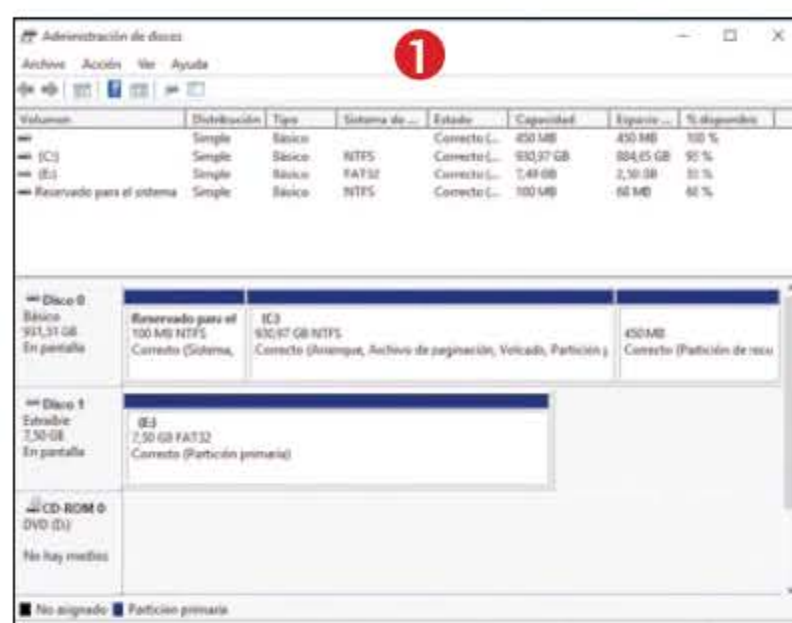 Administración de discos
1
Archivo Acción Ver Ayuda
Volumen Distribución Tipo Sistema de ... Estado Capacidad Espacio ... % disponible
Simple Básico Correcto (... 450 MB 450 MB 100 %
(C:) Simple Básico NTFS Correcto (... 930,97 GB 884,65 GB 95 %
(E:) Simple Básico FAT32 Correcto (... 7,49 GB 2,50 GB 33 %
Reservado para el sistema Simple Básico NTFS Correcto (... 100 MB 60 MB 60 %
Disco 0
Básico
931,51 GB
En pantalla
Reservado para el
100 MB NTFS
Correcto (Sistema,
(C:)
930,97 GB NTFS
Correcto (Arranque, Archivo de paginación, Volcado, Partición p
450 MB
Correcto (Partición de recu
Disco 1
Extraíble
7,50 GB
En pantalla
(E:)
7,50 GB FAT32
Correcto (Partición primaria)
CD-ROM 0
DVD (D:)
No hay medios
No asignado Partición primaria